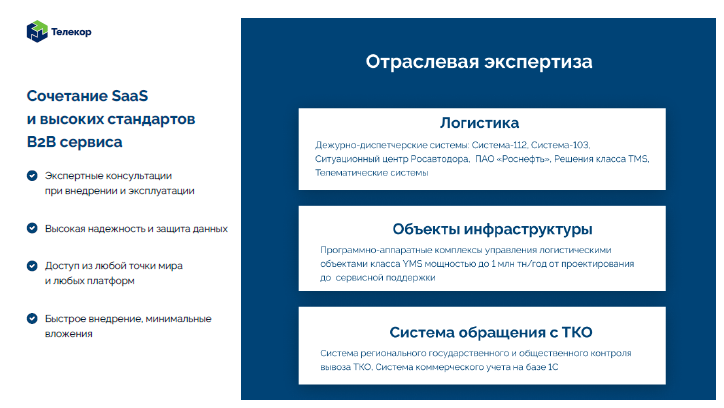 Телекор
Сочетание SaaS
и высоких стандартов
B2B сервиса
Экспертные консультации
при внедрении и эксплуатации
Высокая надежность и защита данных
Доступ из любой точки мира
и любых платформ
Быстрое внедрение, минимальные
вложения
Отраслевая экспертиза
Логистика
Дежурно-диспетчерские системы: Система-112, Система-103,
Ситуационный центр Росавтодора, ПАО «Роснефть», Решения класса TMS,
Телематические системы
Объекты инфраструктуры
Программно-аппаратные комплексы управления логистическими
объектами класса YMS мощностью до 1 млн тн/год от проектирования
до сервисной поддержки
Система обращения с ТКО
Система регионального государственного и общественного контроля
вывоза ТКО, Система коммерческого учета на базе 1С